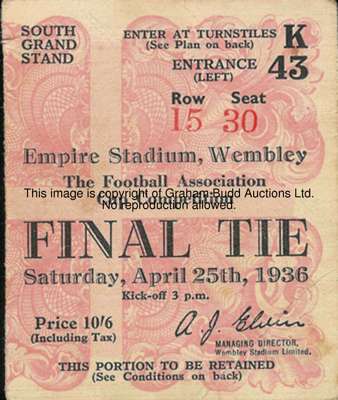 SOUTH GRAND STAND
ENTER AT TURNSTILES K
(See Plan on back)
ENTRANCE 43
(LEFT)
Row Seat
15 30
Empire Stadium, Wembley
The Football Association
This image is copyright of Graham Budd Auctions Ltd.
No reproduction allowed.
Cup Competition
FINAL TIE
Saturday, April 25th, 1936
Kick-off 3 p.m.
Price 10/6
(Including Tax)
A. J. Elvin
MANAGING DIRECTOR,
Wembley Stadium Limited.
THIS PORTION TO BE RETAINED
(See Conditions on back)